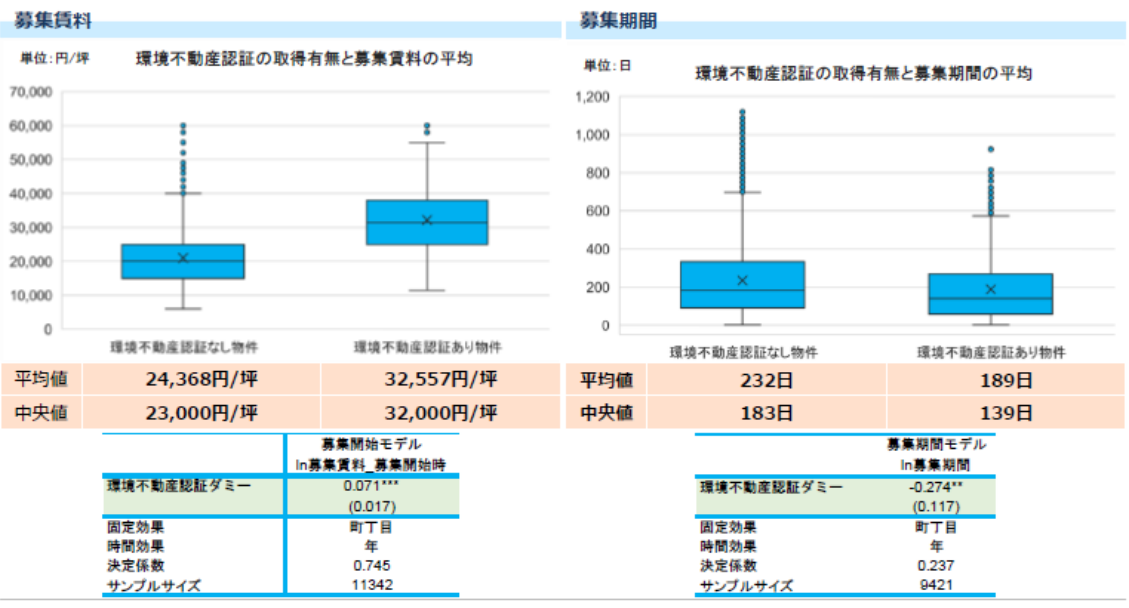 募集賃料
単位:円/坪
環境不動産認証の取得有無と募集賃料の平均
70,000
60,000
50,000
40,000
30,000
20,000
10,000
0
環境不動産認証なし物件
環境不動産認証あり物件
平均値 24,368円/坪 32,557円/坪
中央値 23,000円/坪 32,000円/坪
募集開始モデル
ln募集賃料_募集開始時
環境不動産認証ダミー 0.071***
(0.017)
固定効果 町丁目
時間効果 年
決定係数 0.745
サンプルサイズ 11342
募集期間
単位:日
環境不動産認証の取得有無と募集期間の平均
1,200
1,000
800
600
400
200
0
環境不動産認証なし物件
環境不動産認証あり物件
平均値 232日 189日
中央値 183日 139日
募集期間モデル
ln募集期間
環境不動産認証ダミー -0.274**
(0.117)
固定効果 町丁目
時間効果 年
決定係数 0.237
サンプルサイズ 9421